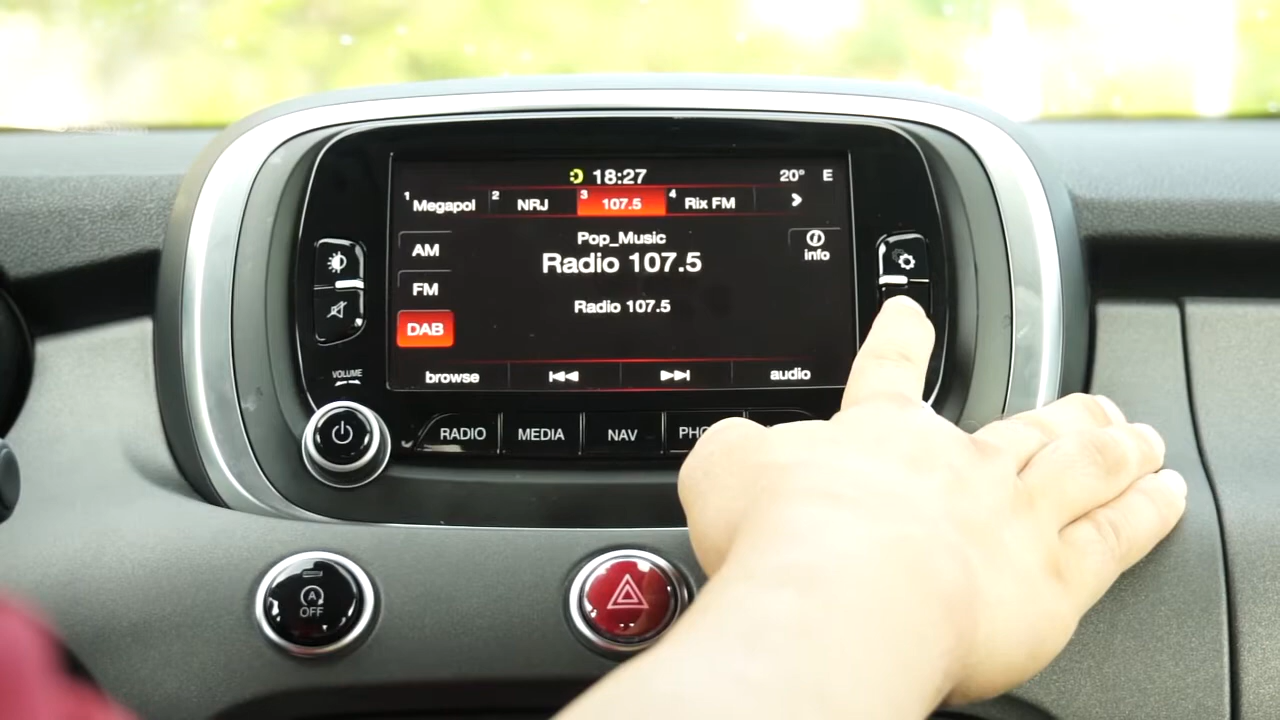 18:27 20° E
1 Megapol 2 NRJ 3 107.5 4 Rix FM
Pop_Music
info
AM
Radio 107.5
FM
Radio 107.5
DAB
browse audio
VOLUME
RADIO MEDIA NAV
A
OFF